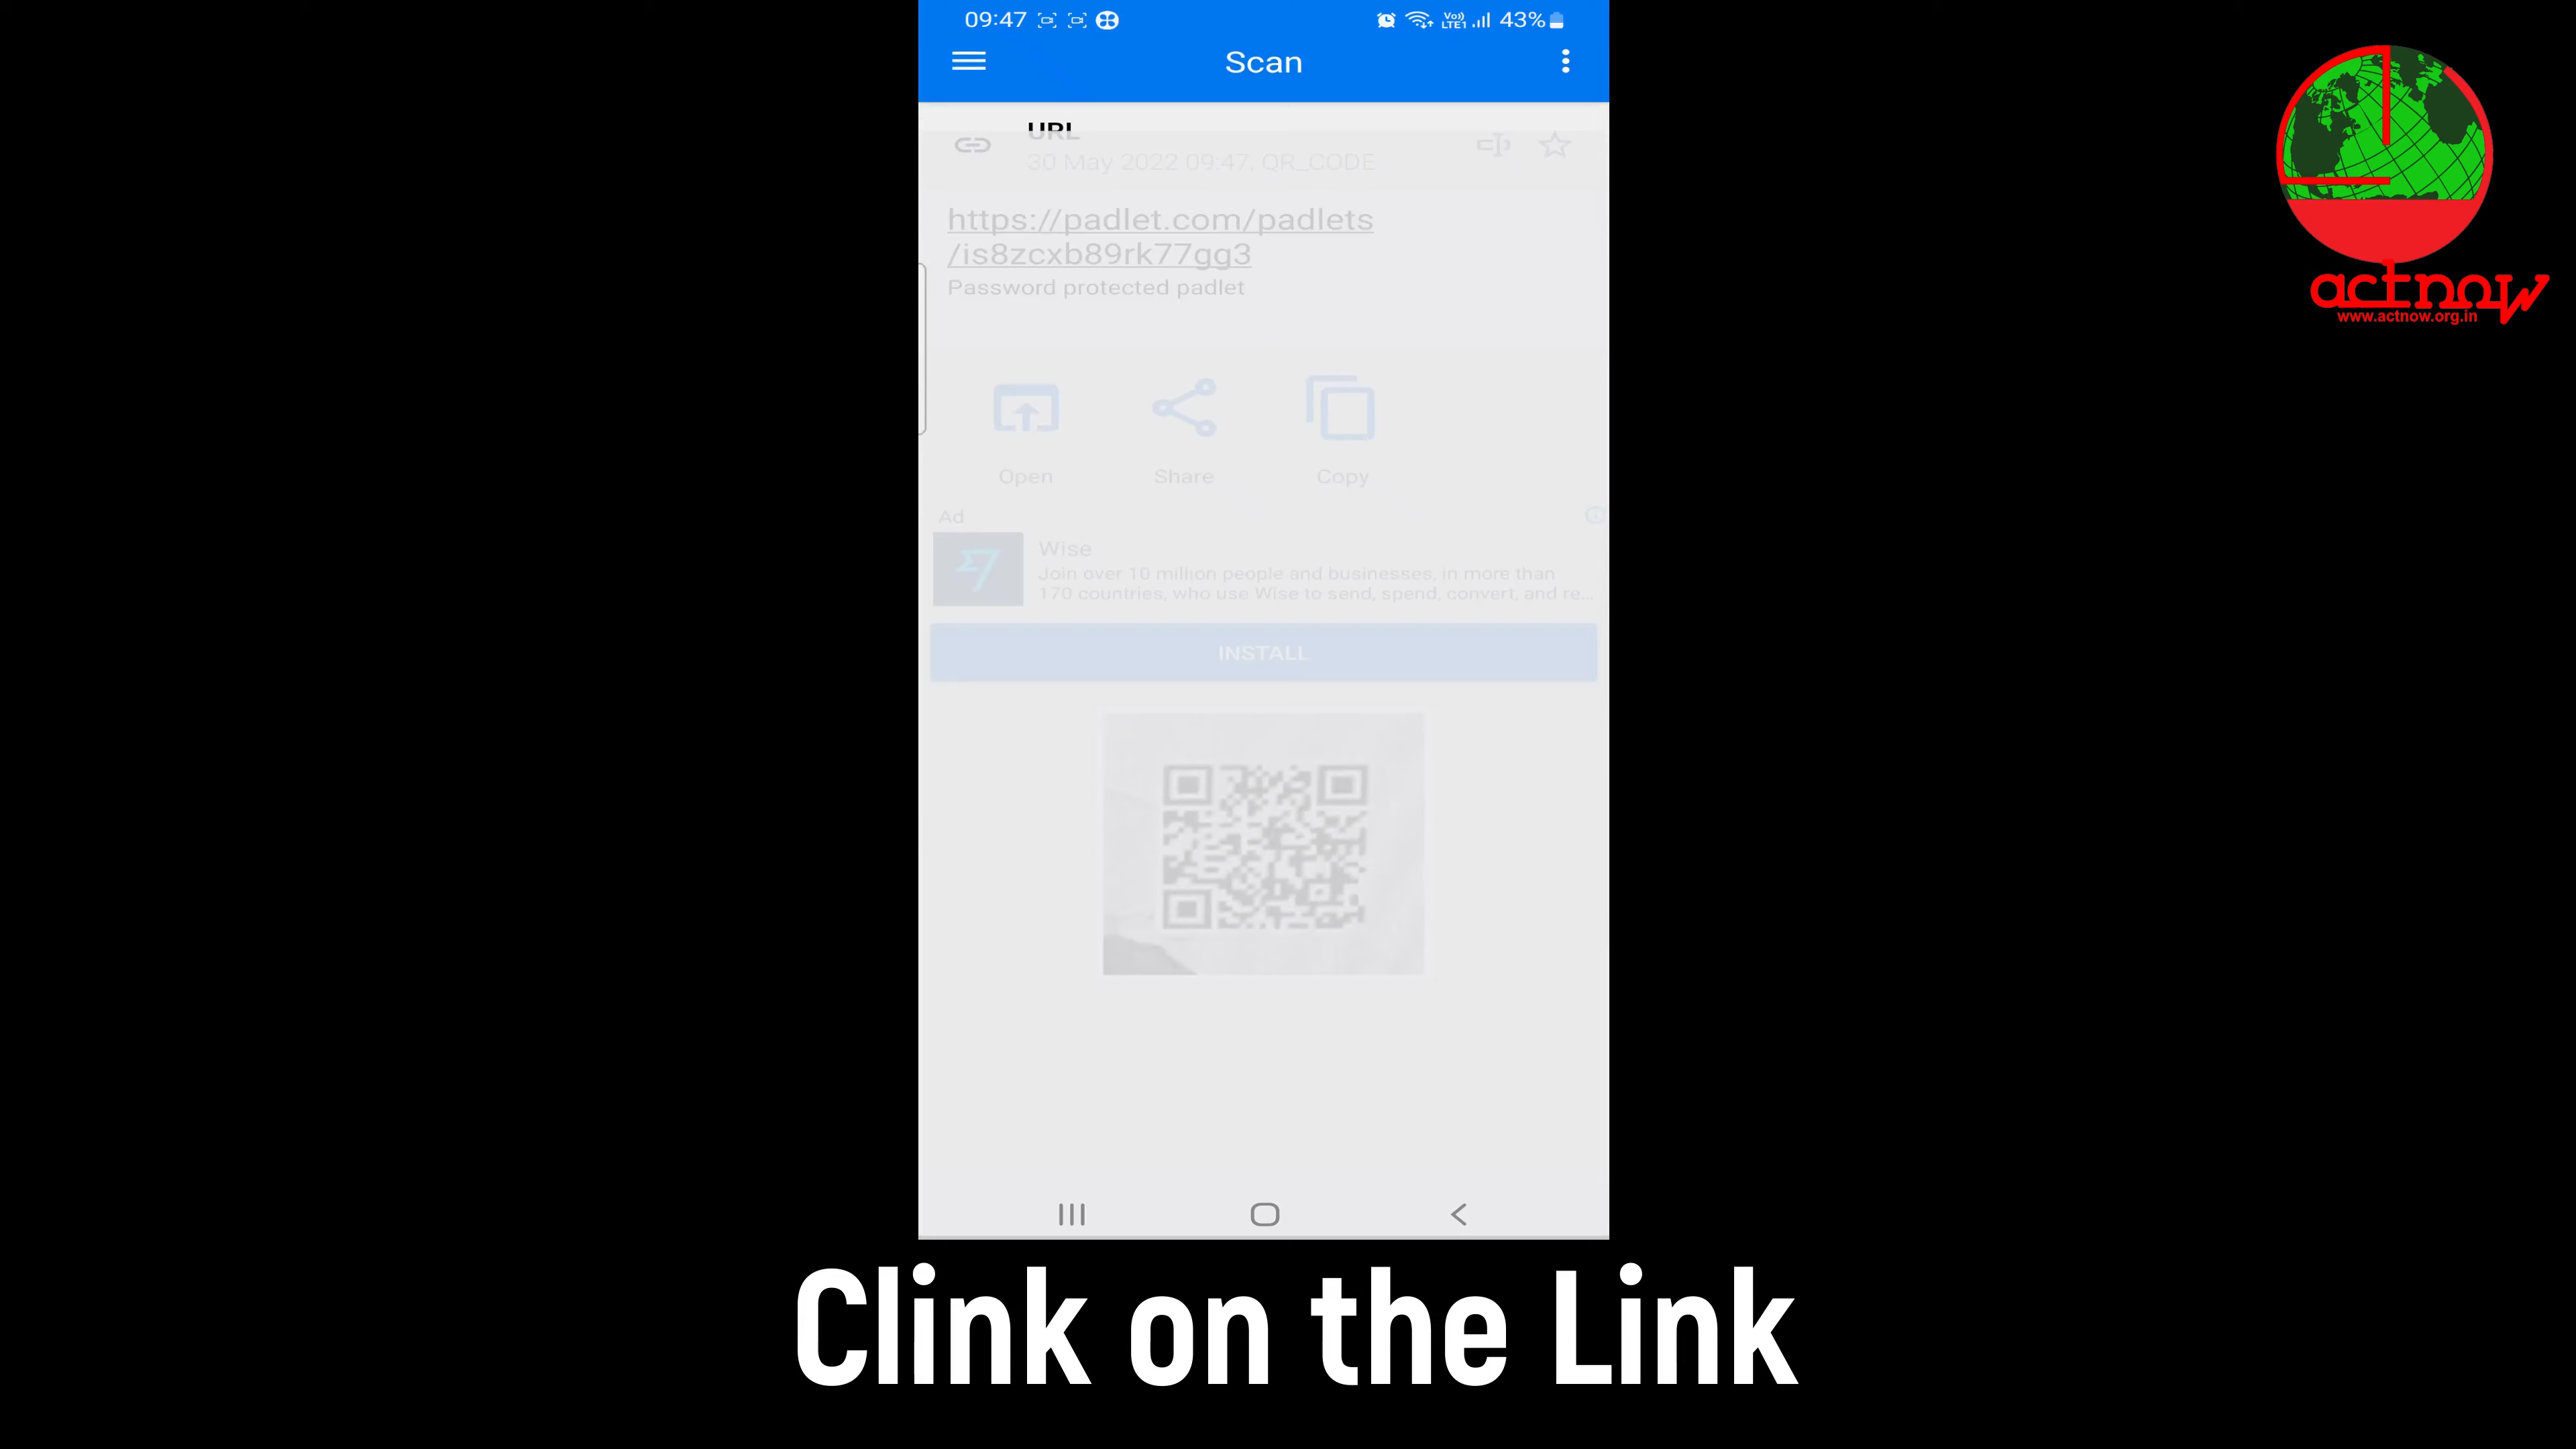 09:47
Vo))
LTE1
43%
Scan
URL
30 May 2022 09:47, QR_CODE
https://padlet.com/padlets
/is8zcxb89rk77gg3
Password protected padlet
Open
Share
Copy
Ad
Wise
Join over 10 million people and businesses, in more than
170 countries, who use Wise to send, spend, convert, and re...
INSTALL
actnow
www.actnow.org.in
Clink on the Link